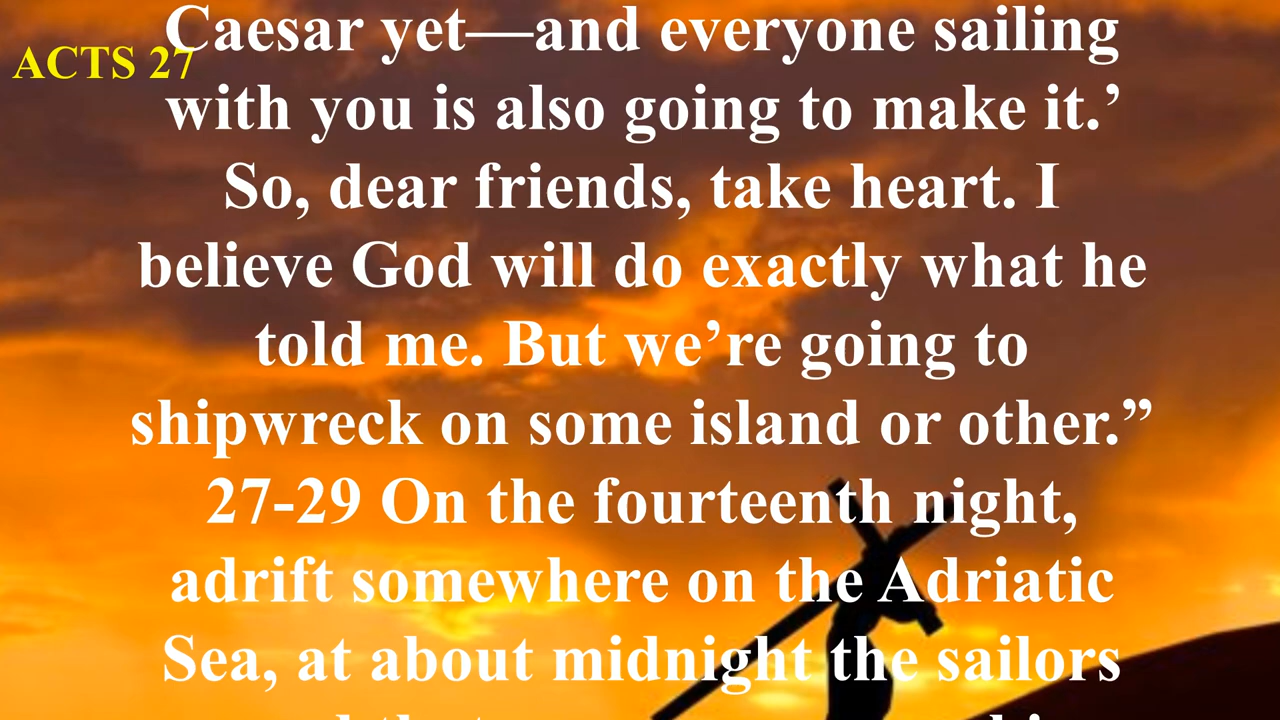 ACTS 27
Caesar yet—and everyone sailing
with you is also going to make it.’
So, dear friends, take heart. I
believe God will do exactly what he
told me. But we’re going to
shipwreck on some island or other.”
27-29 On the fourteenth night,
adrift somewhere on the Adriatic
Sea, at about midnight the sailors